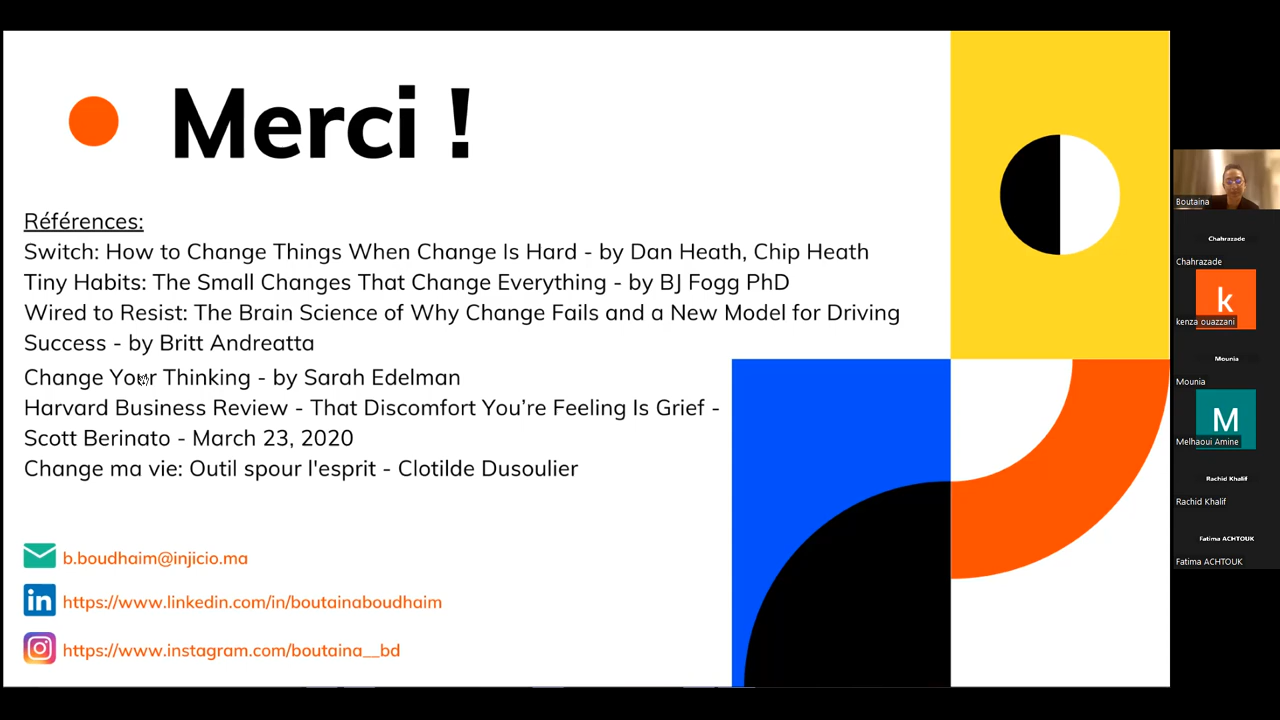 Merci !
Références:
Switch: How to Change Things When Change Is Hard - by Dan Heath, Chip Heath
Tiny Habits: The Small Changes That Change Everything - by BJ Fogg PhD
Wired to Resist: The Brain Science of Why Change Fails and a New Model for Driving
Success - by Britt Andreatta
Change Your Thinking - by Sarah Edelman
Harvard Business Review - That Discomfort You’re Feeling Is Grief -
Scott Berinato - March 23, 2020
Change ma vie: Outil spour l'esprit - Clotilde Dusoulier
b.boudhaim@injicio.ma
in
https://www.linkedin.com/in/boutainaboudhaim
https://www.instagram.com/boutaina__bd
Boutaina
Chahrazade
Chahrazade
k
kenza ouazzani
Mounia
Mounia
M
Melhaoui Amine
Rachid Khalif
Rachid Khalif
Fatima ACHTOUK
Fatima ACHTOUK